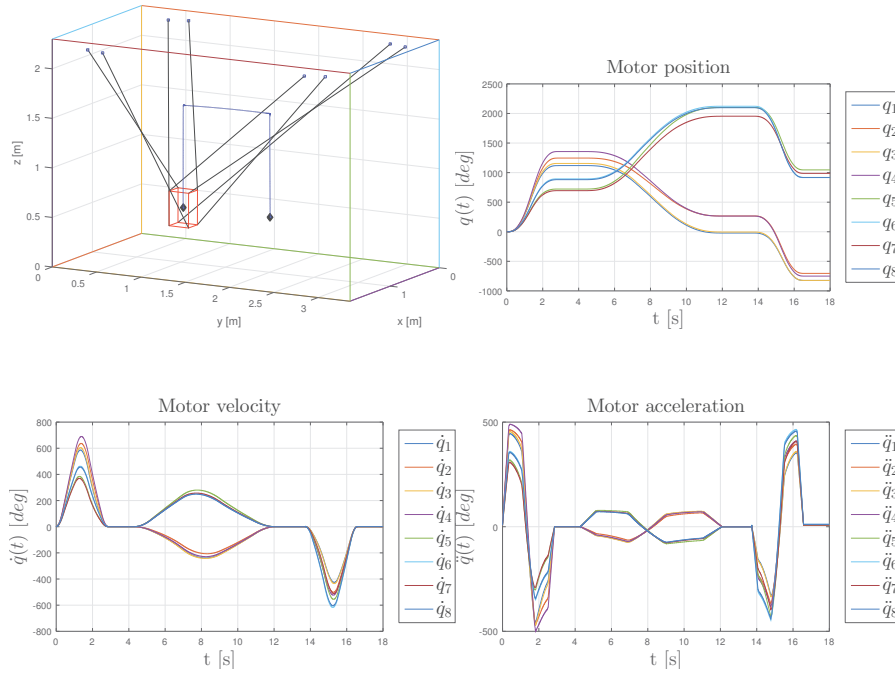 z [m]
2
1.5
1
0.5
0
0
0.5
1
1.5
2
2.5
3
y [m]
1
0
x [m]
Motor position
q(t) [deg]
2500
2000
1500
1000
500
0
-500
-1000
0 2 4 6 8 10 12 14 16 18
t [s]
q₁
q₂
q₃
q₄
q₅
q₆
q₇
q₈
Motor velocity
q̇(t) [deg]
800
600
400
200
0
-200
-400
-600
-800
0 2 4 6 8 10 12 14 16 18
t [s]
q̇₁
q̇₂
q̇₃
q̇₄
q̇₅
q̇₆
q̇₇
q̇₈
Motor acceleration
q̈(t) [deg]
500
0
-500
0 2 4 6 8 10 12 14 16 18
t [s]
q̈₁
q̈₂
q̈₃
q̈₄
q̈₅
q̈₆
q̈₇
q̈₈